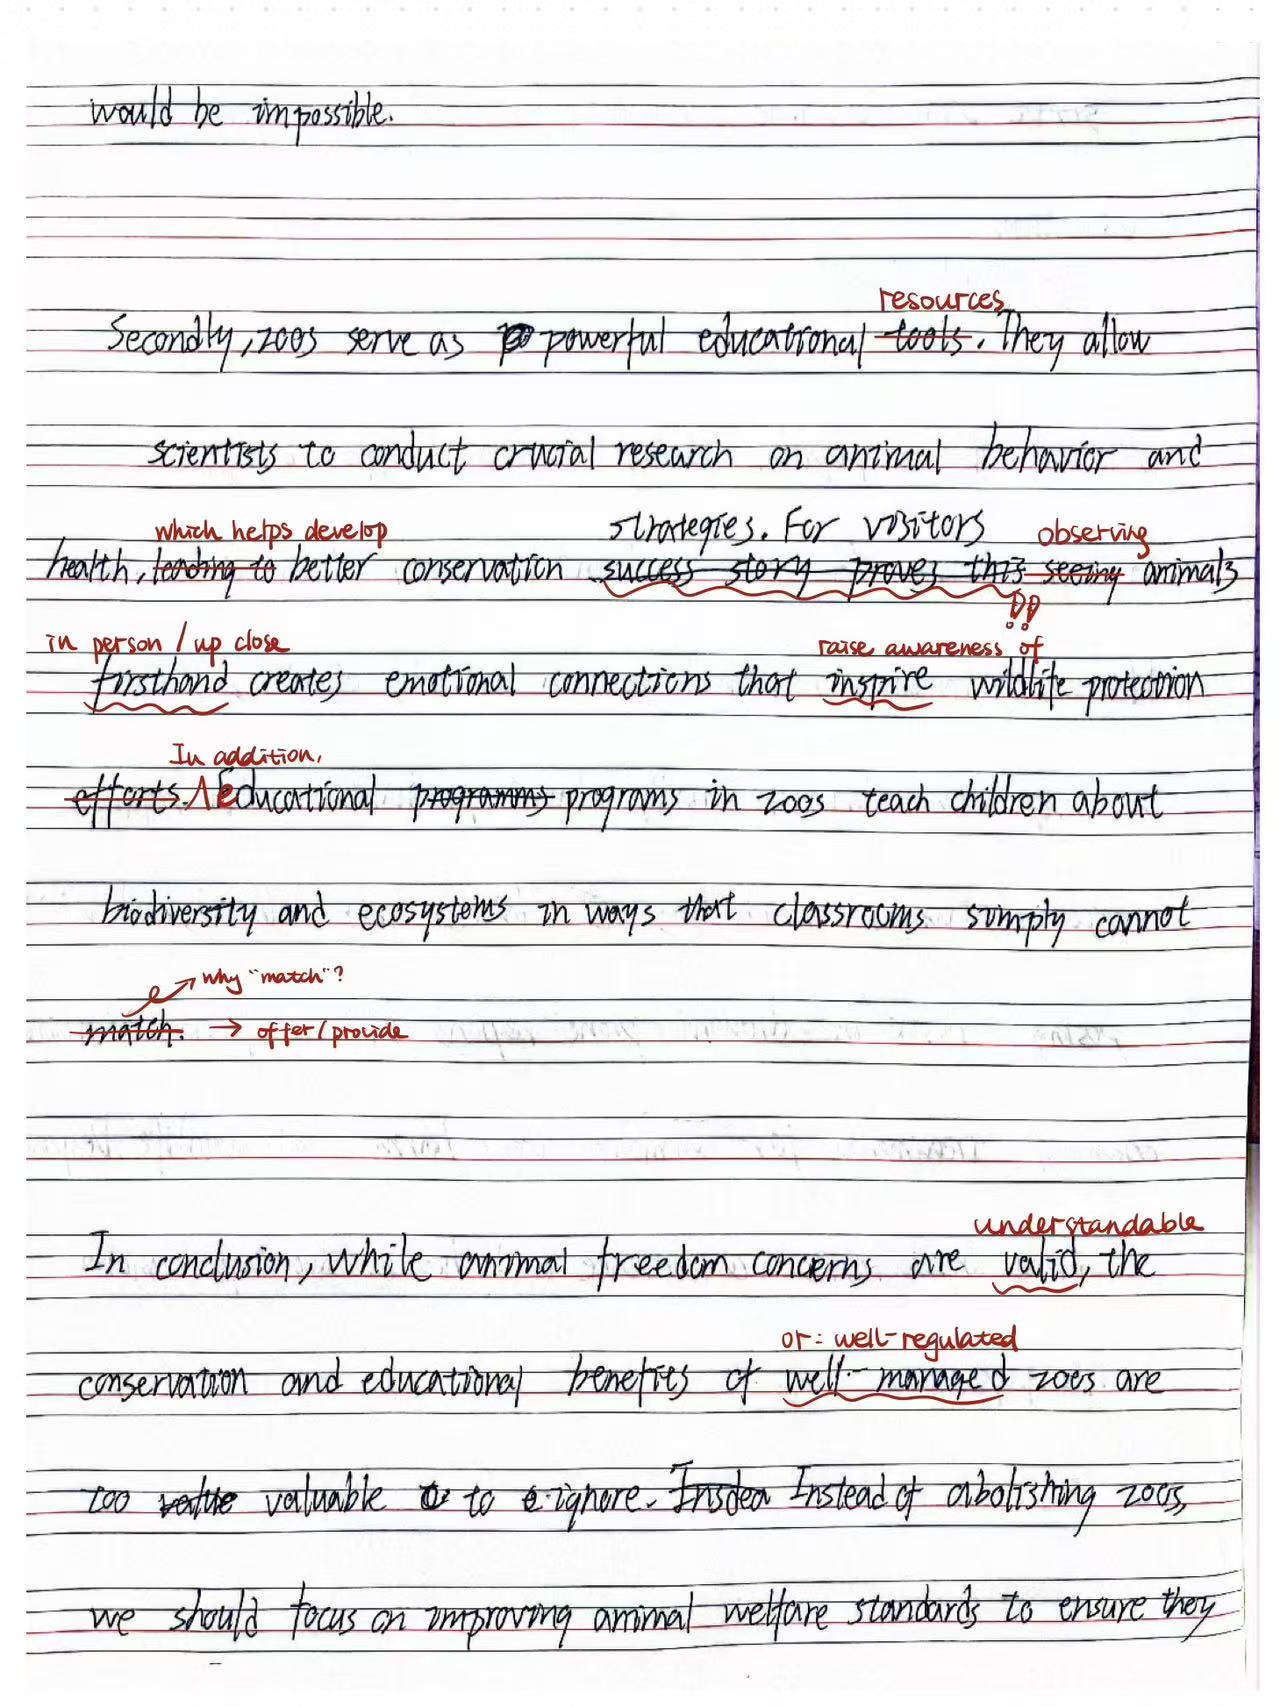 would be impossible.
resources
Secondly, zoos serve as po powerful educational tools. They allow
scientists to conduct crucial research on animal behavior and
which helps develop strategies. For visitors observing
health, leading to better conservation success story proves this seeing animals
!!
in person / up close raise awareness of
firsthand creates emotional connections that inspire wildlife protection
In addition,
efforts. Educational programms programs in zoos teach children about
biodiversity and ecosystems in ways that classrooms simply cannot
why "match"?
match. → offer/provide
understandable
In conclusion, while animal freedom concerns are valid, the
or: well-regulated
conservation and educational benefits of well-managed zoos are
too value valuable to ignore. Insdea Instead of abolishing zoos,
we should focus on improving animal welfare standards to ensure they